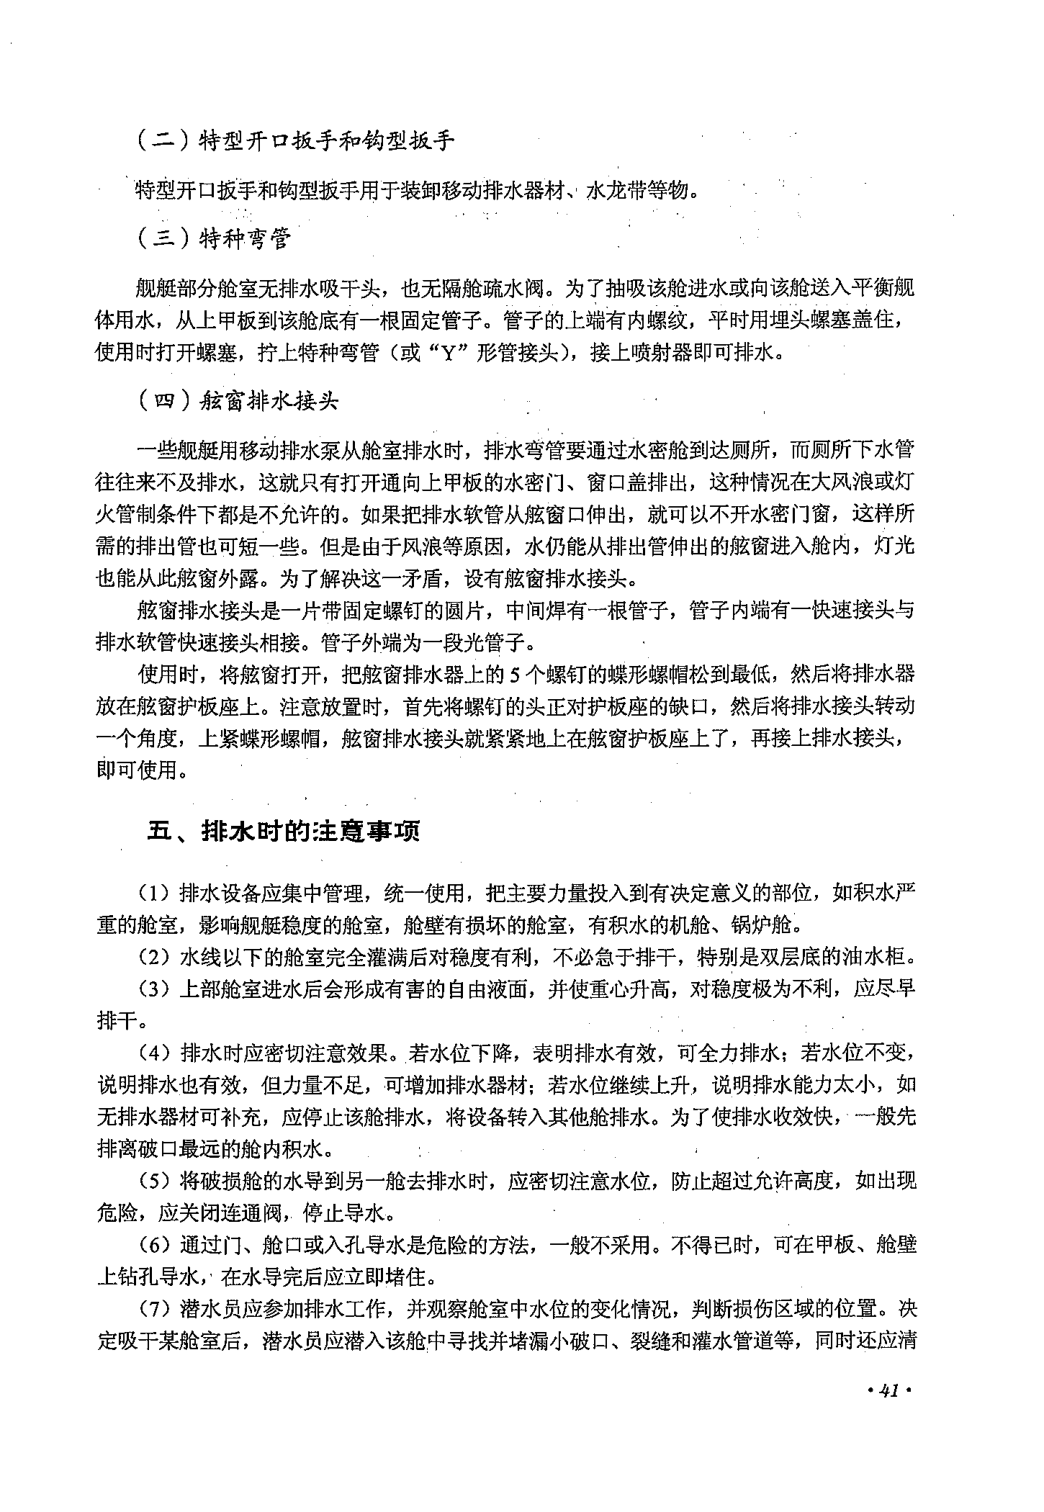 （二）特型开口扳手和钩型扳手
特型开口扳手和钩型扳手用于装卸移动排水器材、水龙带等物。
（三）特种弯管
舰艇部分舱室无排水吸干头，也无隔舱疏水阀。为了抽吸该舱进水或向该舱送入平衡舰
体用水，从上甲板到该舱底有一根固定管子。管子的上端有内螺纹，平时用埋头螺塞盖住，
使用时打开螺塞，拧上特种弯管（或“Y”形管接头），接上喷射器即可排水。
（四）舷窗排水接头
一些舰艇用移动排水泵从舱室排水时，排水弯管要通过水密舱到达厕所，而厕所下水管
往往来不及排水，这就只有打开通向上甲板的水密门、窗口盖排出，这种情况在大风浪或灯
火管制条件下都是不允许的。如果把排水软管从舷窗口伸出，就可以不开水密门窗，这样所
需的排出管也可短一些。但是由于风浪等原因，水仍能从排出管伸出的舷窗进入舱内，灯光
也能从此舷窗外露。为了解决这一矛盾，设有舷窗排水接头。
舷窗排水接头是一片带固定螺钉的圆片，中间焊有一根管子，管子内端有一快速接头与
排水软管快速接头相接。管子外端为一段光管子。
使用时，将舷窗打开，把舷窗排水器上的 5 个螺钉的蝶形螺帽松到最低，然后将排水器
放在舷窗护板座上。注意放置时，首先将螺钉的头正对护板座的缺口，然后将排水接头转动
一个角度，上紧蝶形螺帽，舷窗排水接头就紧紧地上在舷窗护板座上了，再接上排水接头，
即可使用。
五、排水时的注意事项
（1）排水设备应集中管理，统一使用，把主要力量投入到有决定意义的部位，如积水严
重的舱室，影响舰艇稳度的舱室，舱壁有损坏的舱室，有积水的机舱、锅炉舱。
（2）水线以下的舱室完全灌满后对稳度有利，不必急于排干，特别是双层底的油水柜。
（3）上部舱室进水后会形成有害的自由液面，并使重心升高，对稳度极为不利，应尽早
排干。
（4）排水时应密切注意效果。若水位下降，表明排水有效，可全力排水；若水位不变，
说明排水也有效，但力量不足，可增加排水器材；若水位继续上升，说明排水能力太小，如
无排水器材可补充，应停止该舱排水，将设备转入其他舱排水。为了使排水收效快，一般先
排离破口最远的舱内积水。
（5）将破损舱的水导到另一舱去排水时，应密切注意水位，防止超过允许高度，如出现
危险，应关闭连通阀，停止导水。
（6）通过门、舱口或入孔导水是危险的方法，一般不采用。不得已时，可在甲板、舱壁
上钻孔导水，在水导完后应立即堵住。
（7）潜水员应参加排水工作，并观察舱室中水位的变化情况，判断损伤区域的位置。决
定吸干某舱室后，潜水员应潜入该舱中寻找并堵漏小破口、裂缝和灌水管道等，同时还应清
·41·